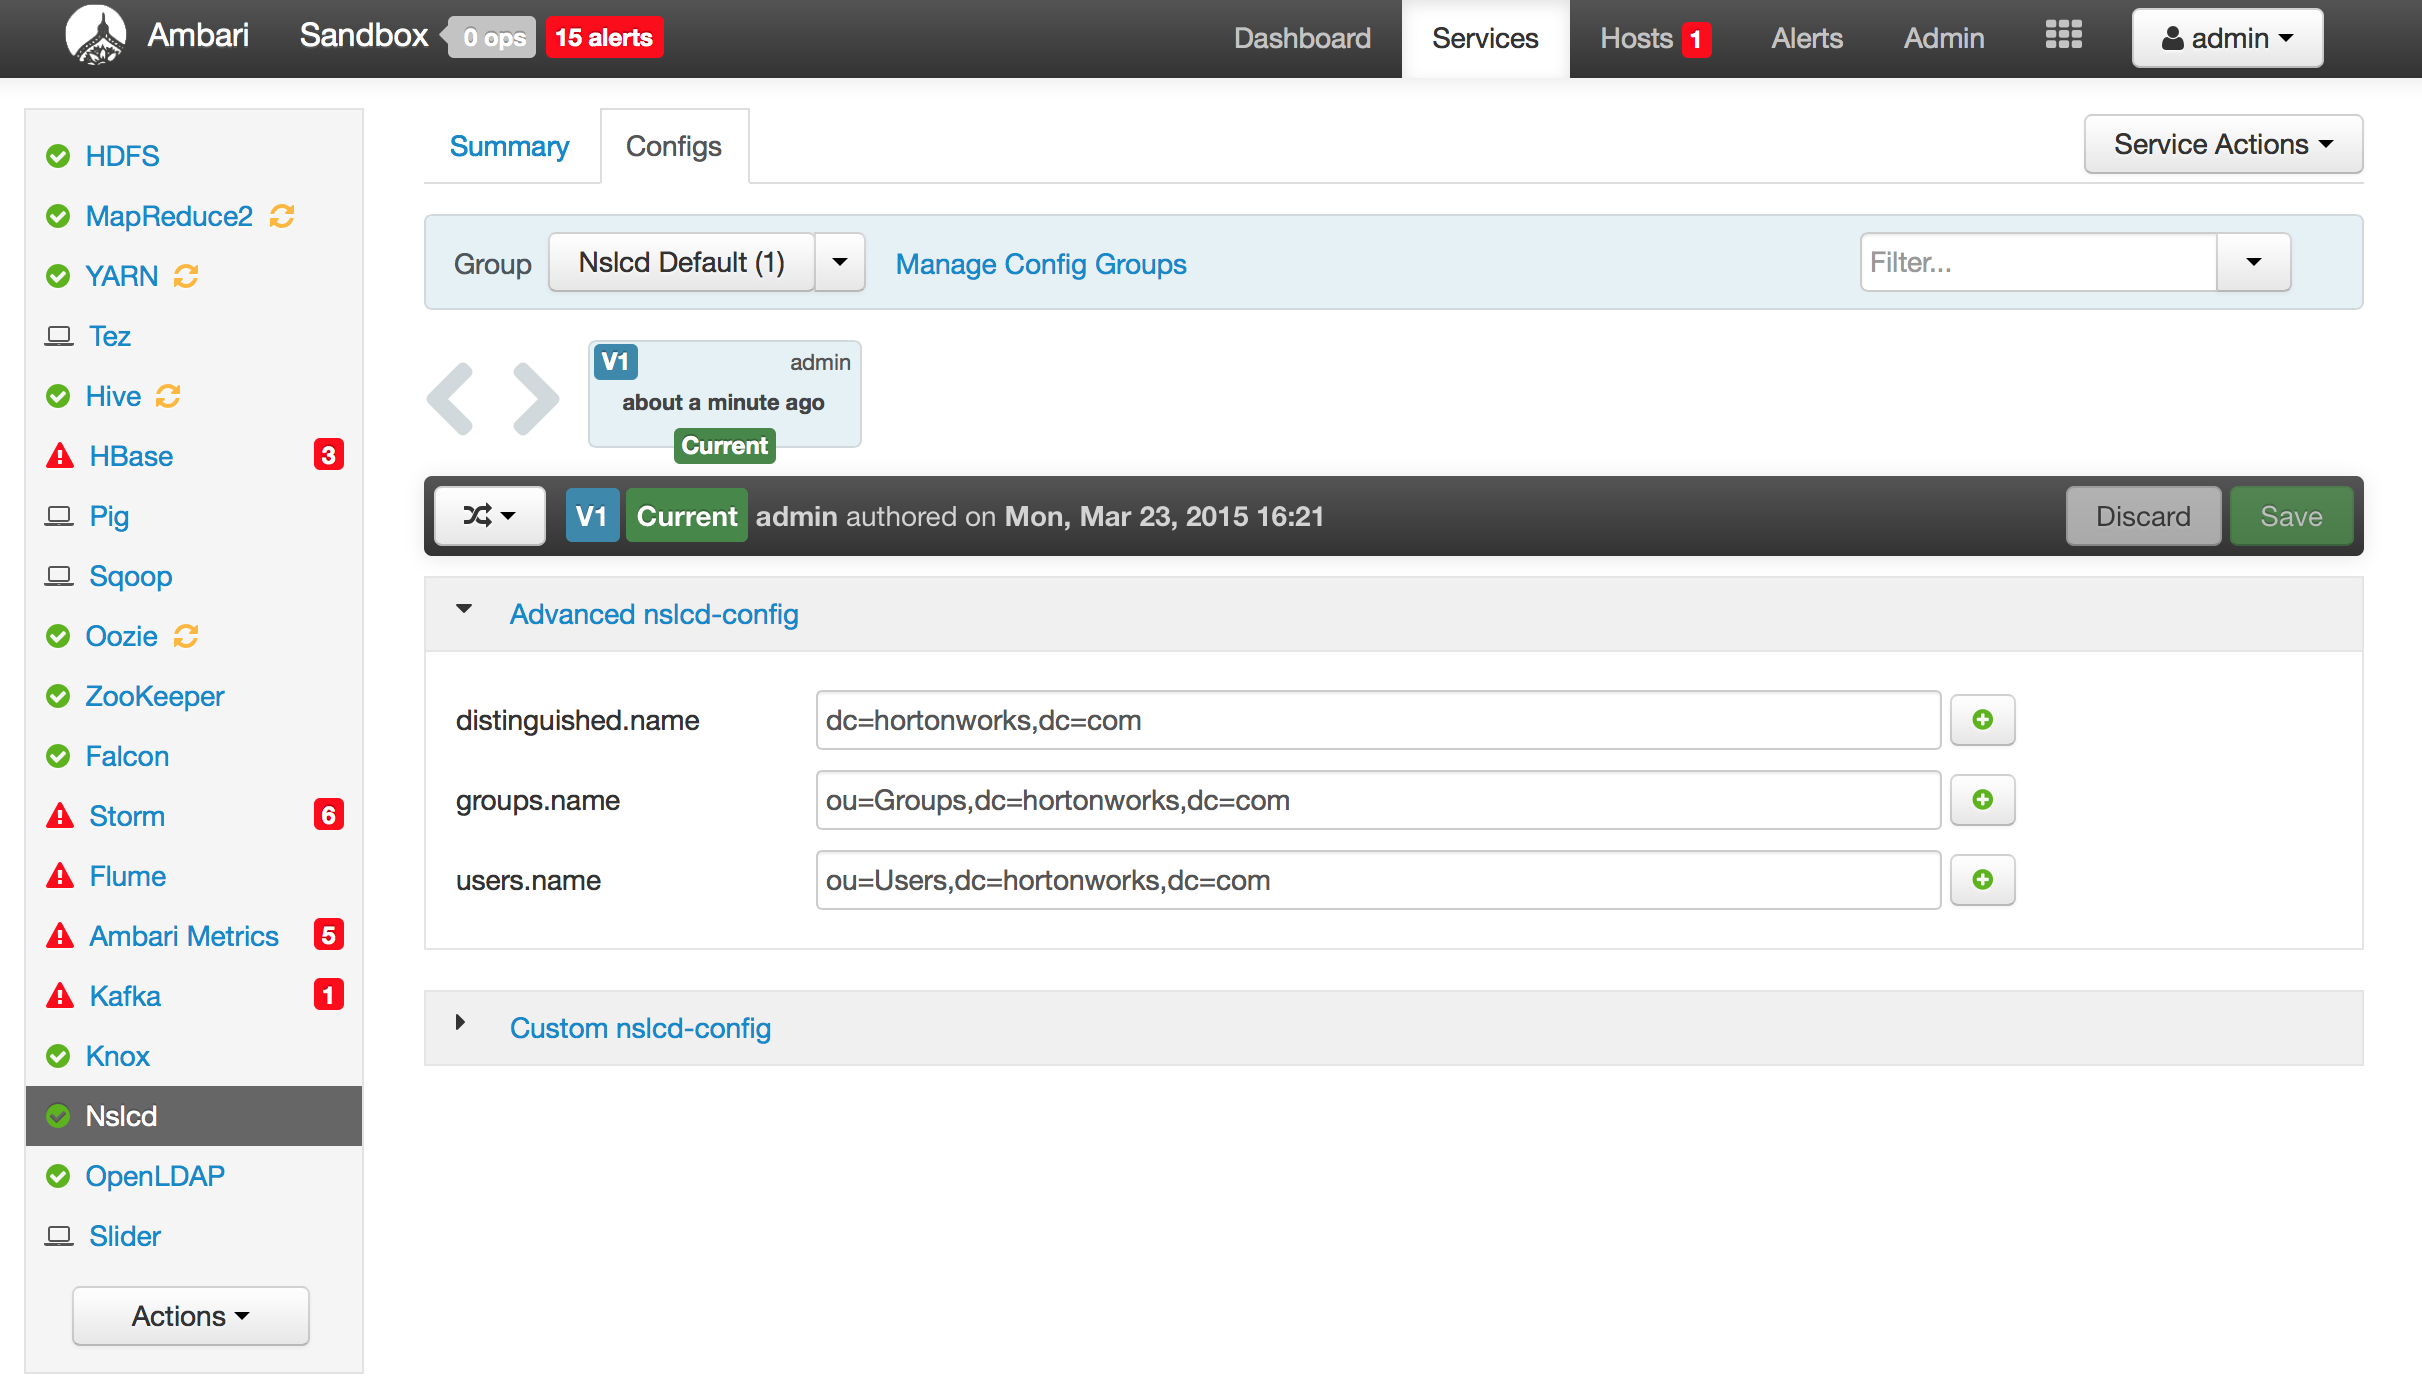 Ambari Sandbox 0 ops 15 alerts Dashboard Services Hosts 1 Alerts Admin admin
HDFS
MapReduce2
YARN
Tez
Hive
HBase 3
Pig
Sqoop
Oozie
ZooKeeper
Falcon
Storm 6
Flume
Ambari Metrics 5
Kafka 1
Knox
Nslcd
OpenLDAP
Slider
Actions
Summary Configs Service Actions
Group Nslcd Default (1) Manage Config Groups Filter...
V1 admin
about a minute ago
Current
V1 Current admin authored on Mon, Mar 23, 2015 16:21 Discard Save
Advanced nslcd-config
distinguished.name dc=hortonworks,dc=com
groups.name ou=Groups,dc=hortonworks,dc=com
users.name ou=Users,dc=hortonworks,dc=com
Custom nslcd-config